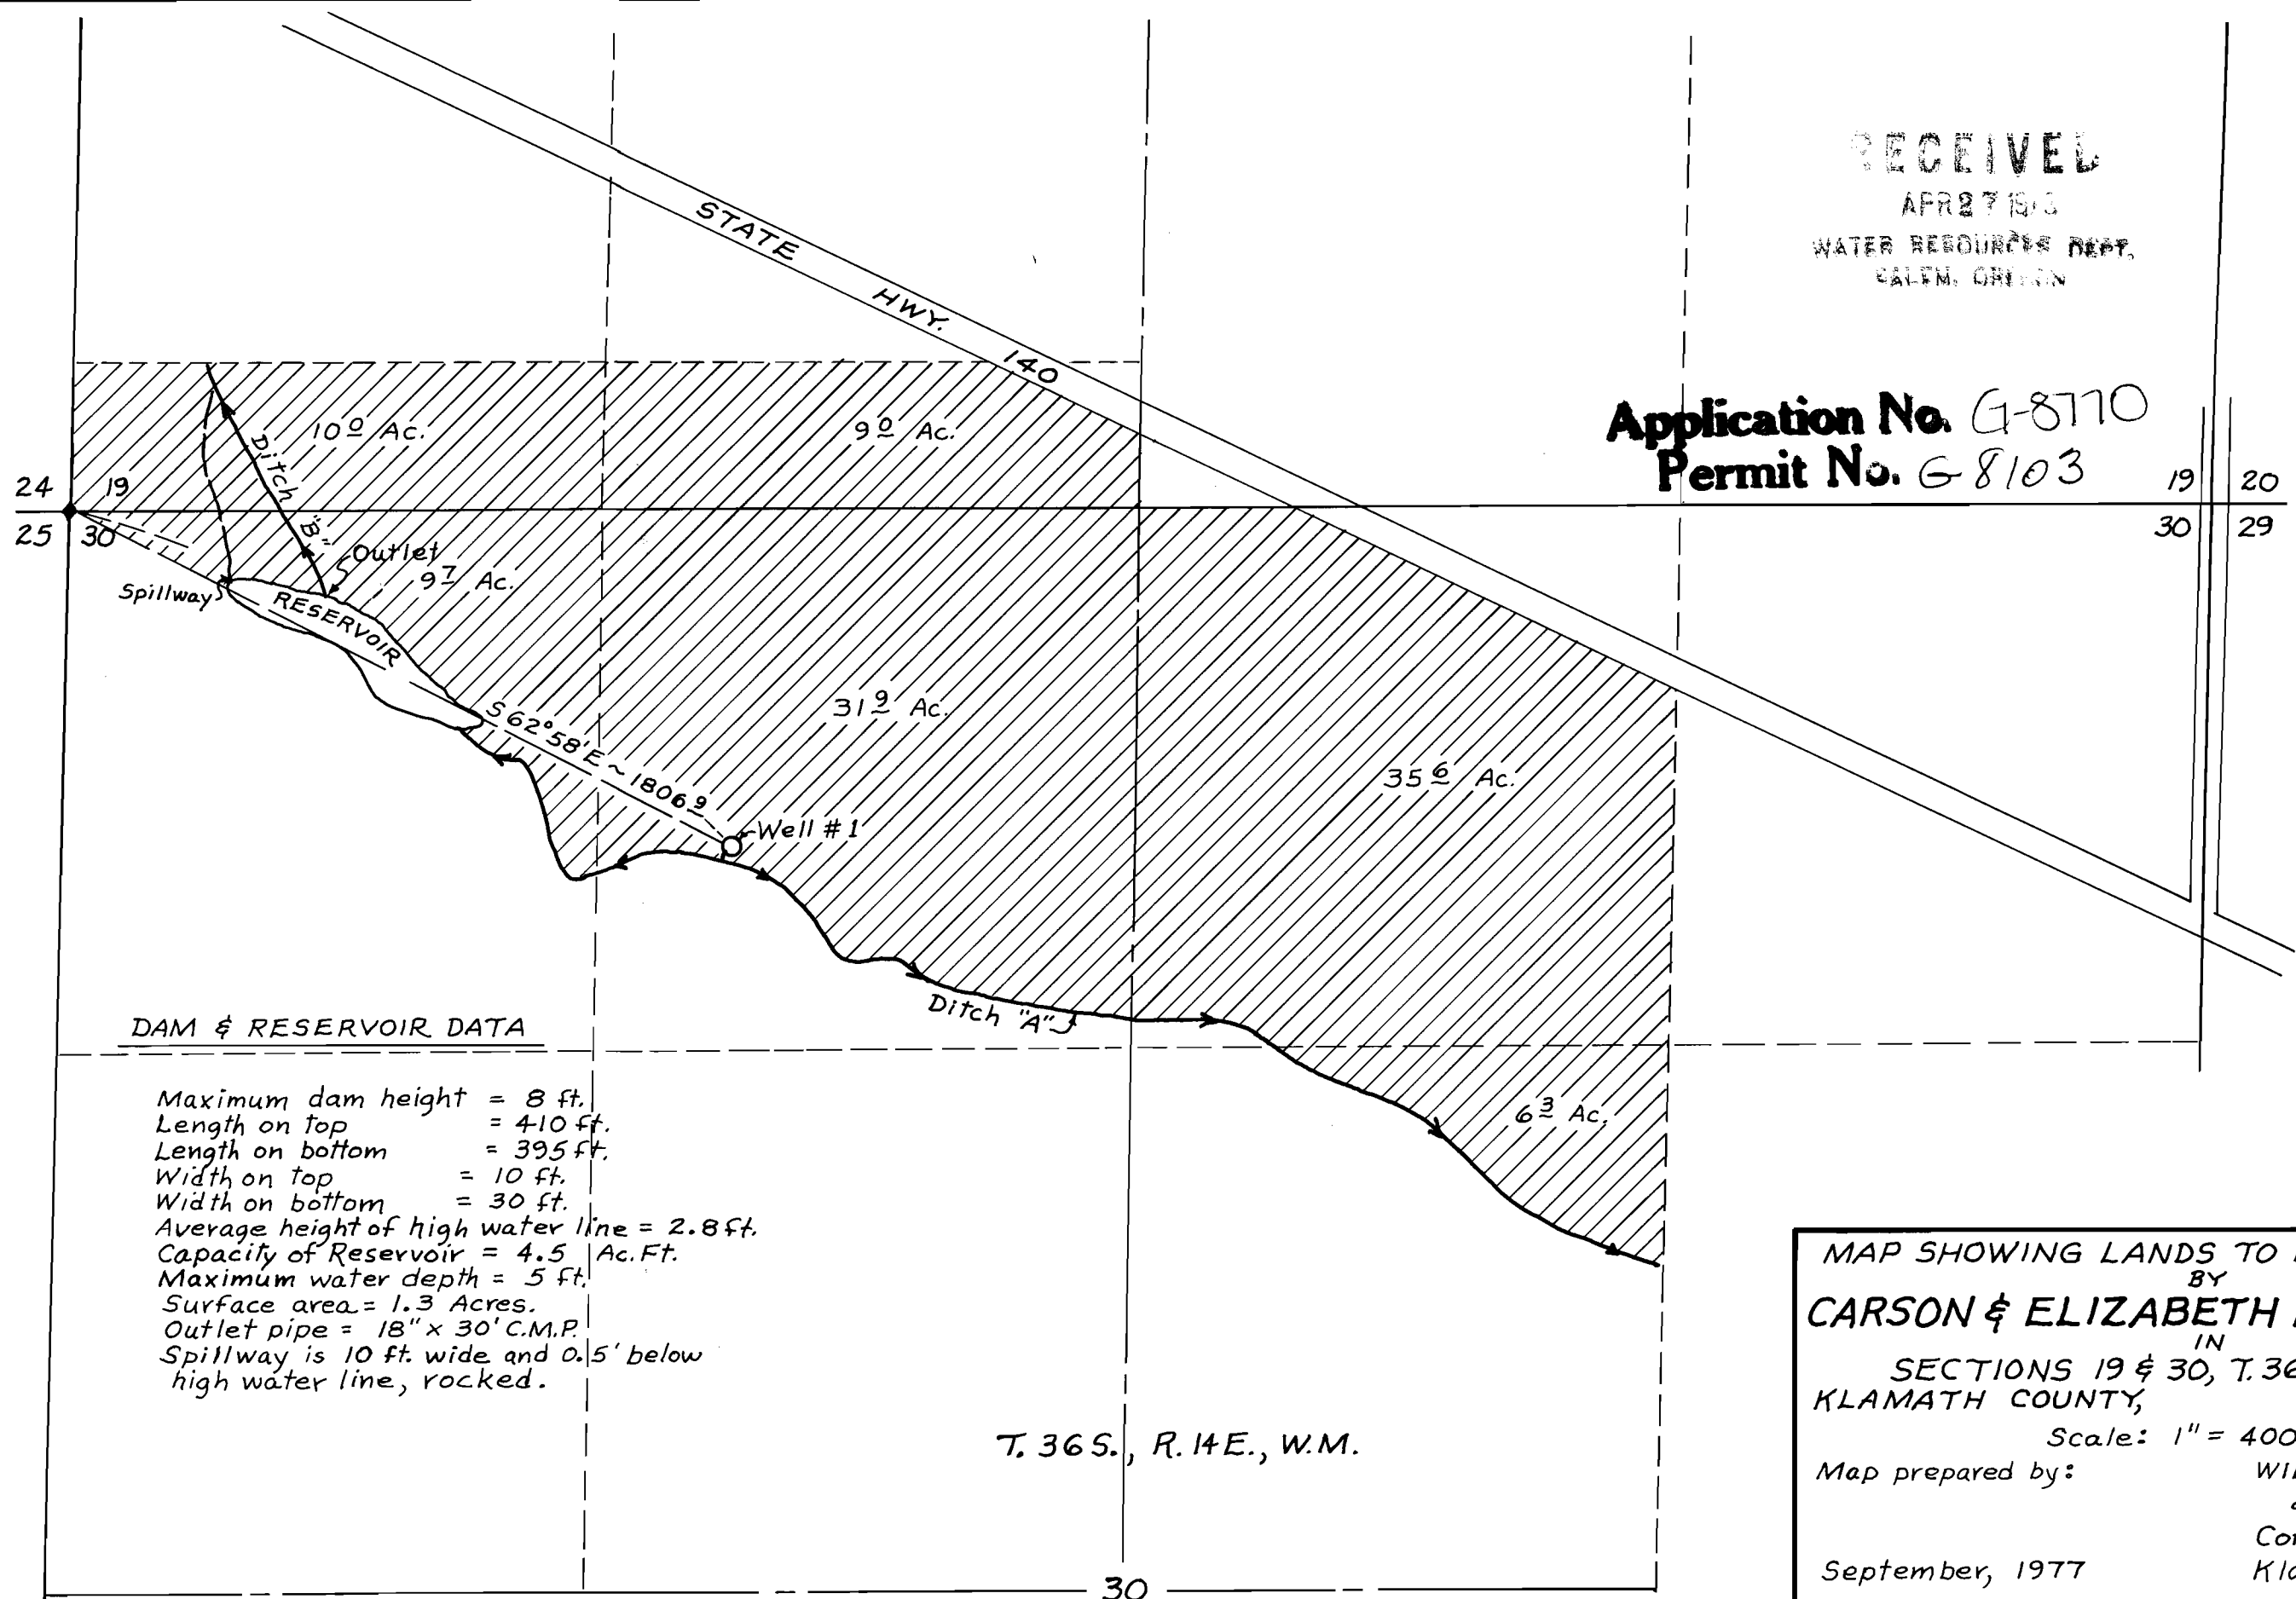 RECEIVED
APR 27
WATER RESOURCES DEPT.
SALEM, OREGON
STATE HWY. 140
Application No. G-8770
Permit No. G 8103
10 0 Ac.
9 0 Ac.
24 19
25 30
19 20
30 29
Ditch "B"
Outlet
9 7 Ac.
Spillway
RESERVOIR
S 62° 58' E ~ 1806 9
31 9 Ac.
35 6 Ac.
Well #1
Ditch "A"
6 3 Ac.
DAM & RESERVOIR DATA
Maximum dam height = 8 ft.
Length on top = 410 ft.
Length on bottom = 395 ft.
Width on top = 10 ft.
Width on bottom = 30 ft.
Average height of high water line = 2.8 ft.
Capacity of Reservoir = 4.5 Ac. Ft.
Maximum water depth = 5 ft.
Surface area = 1.3 Acres.
Outlet pipe = 18" x 30' C.M.P.
Spillway is 10 ft. wide and 0.5' below
high water line, rocked.
T. 36 S., R. 14 E., W.M.
30
MAP SHOWING LANDS TO
BY
CARSON & ELIZABETH
IN
SECTIONS 19 & 30, T. 36
KLAMATH COUNTY,
Scale: 1" = 400
Map prepared by:
September, 1977